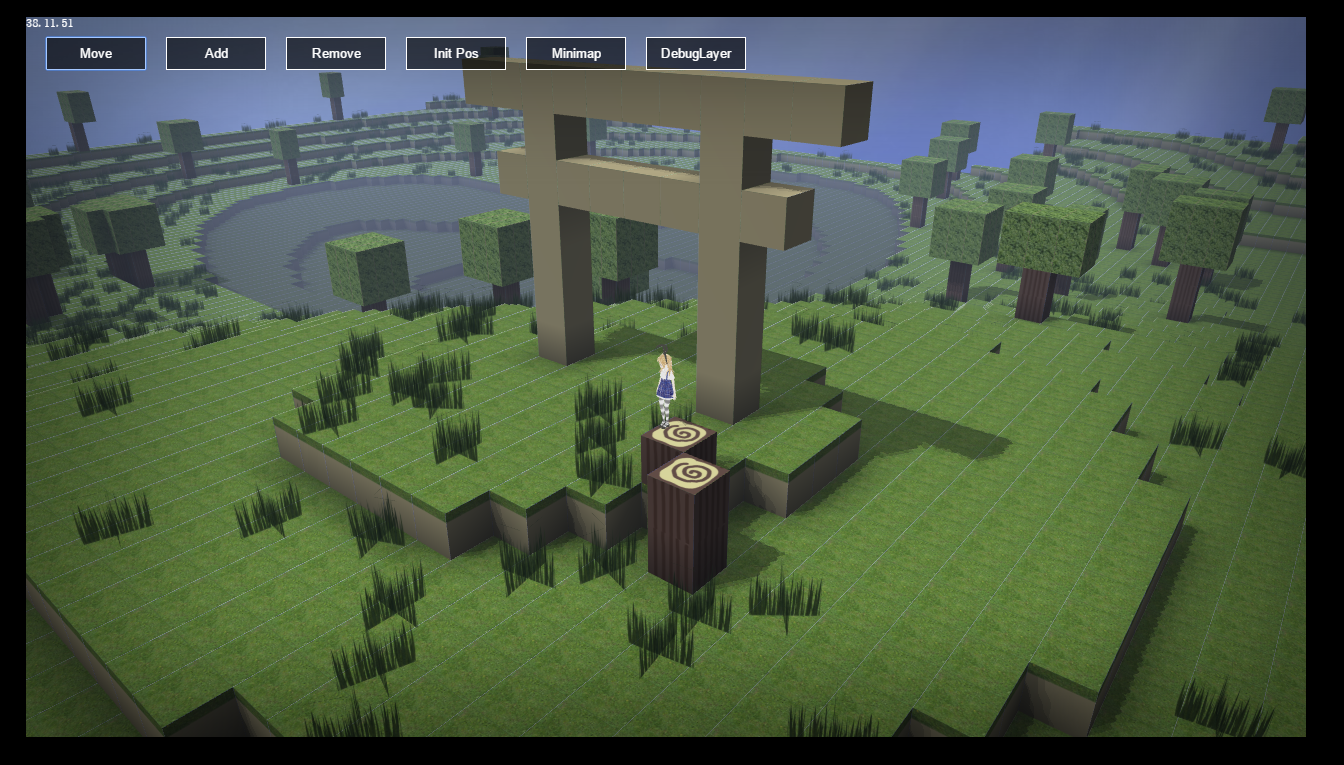 38. 11. 51
Move
Add
Remove
Init Pos
Minimap
DebugLayer